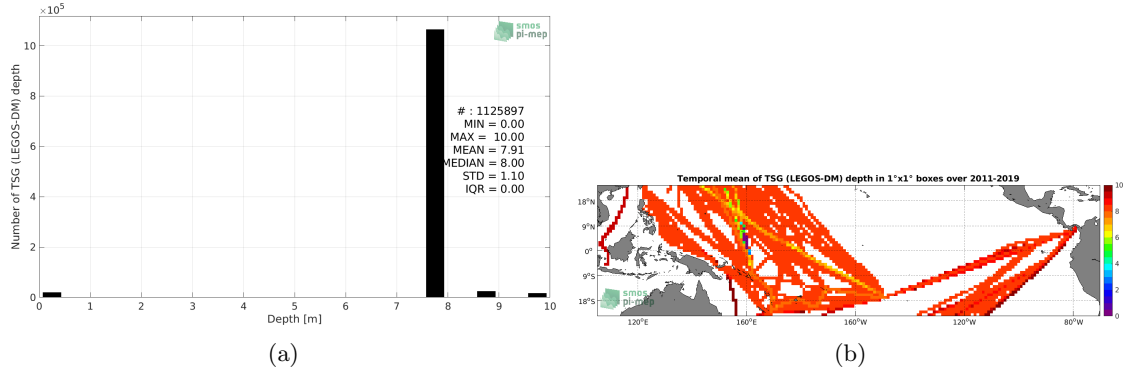 ×10⁵
smos
pi-mep
10
8
6
4
2
0
Number of TSG (LEGOS-DM) depth
# : 1125897
MIN = 0.00
MAX = 10.00
MEAN = 7.91
MEDIAN = 8.00
STD = 1.10
IQR = 0.00
0 1 2 3 4 5 6 7 8 9 10
Depth [m]
(a)
Temporal mean of TSG (LEGOS-DM) depth in 1°x1° boxes over 2011-2019
18°N
9°N
0°
9°S
18°S
smos
pi-mep
120°E 160°E 160°W 120°W 80°W
10
8
6
4
2
0
(b)